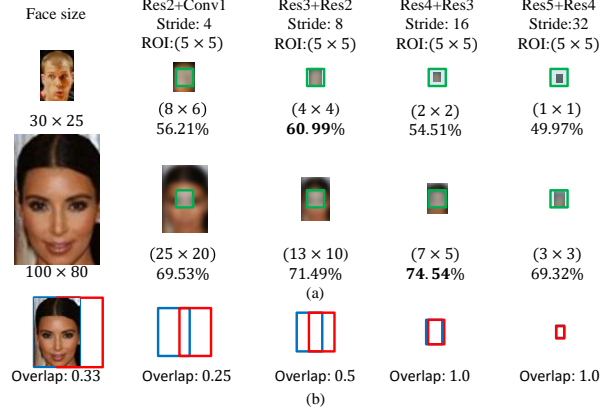 Face size Res2+Conv1 Res3+Res2 Res4+Res3 Res5+Res4
Stride: 4 Stride: 8 Stride: 16 Stride:32
ROI:(5 × 5) ROI:(5 × 5) ROI:(5 × 5) ROI:(5 × 5)
30 × 25 (8 × 6) (4 × 4) (2 × 2) (1 × 1)
56.21% 60.99% 54.51% 49.97%
100 × 80 (25 × 20) (13 × 10) (7 × 5) (3 × 3)
69.53% 71.49% 74.54% 69.32%
(a)
Overlap: 0.33 Overlap: 0.25 Overlap: 0.5 Overlap: 1.0 Overlap: 1.0
(b)